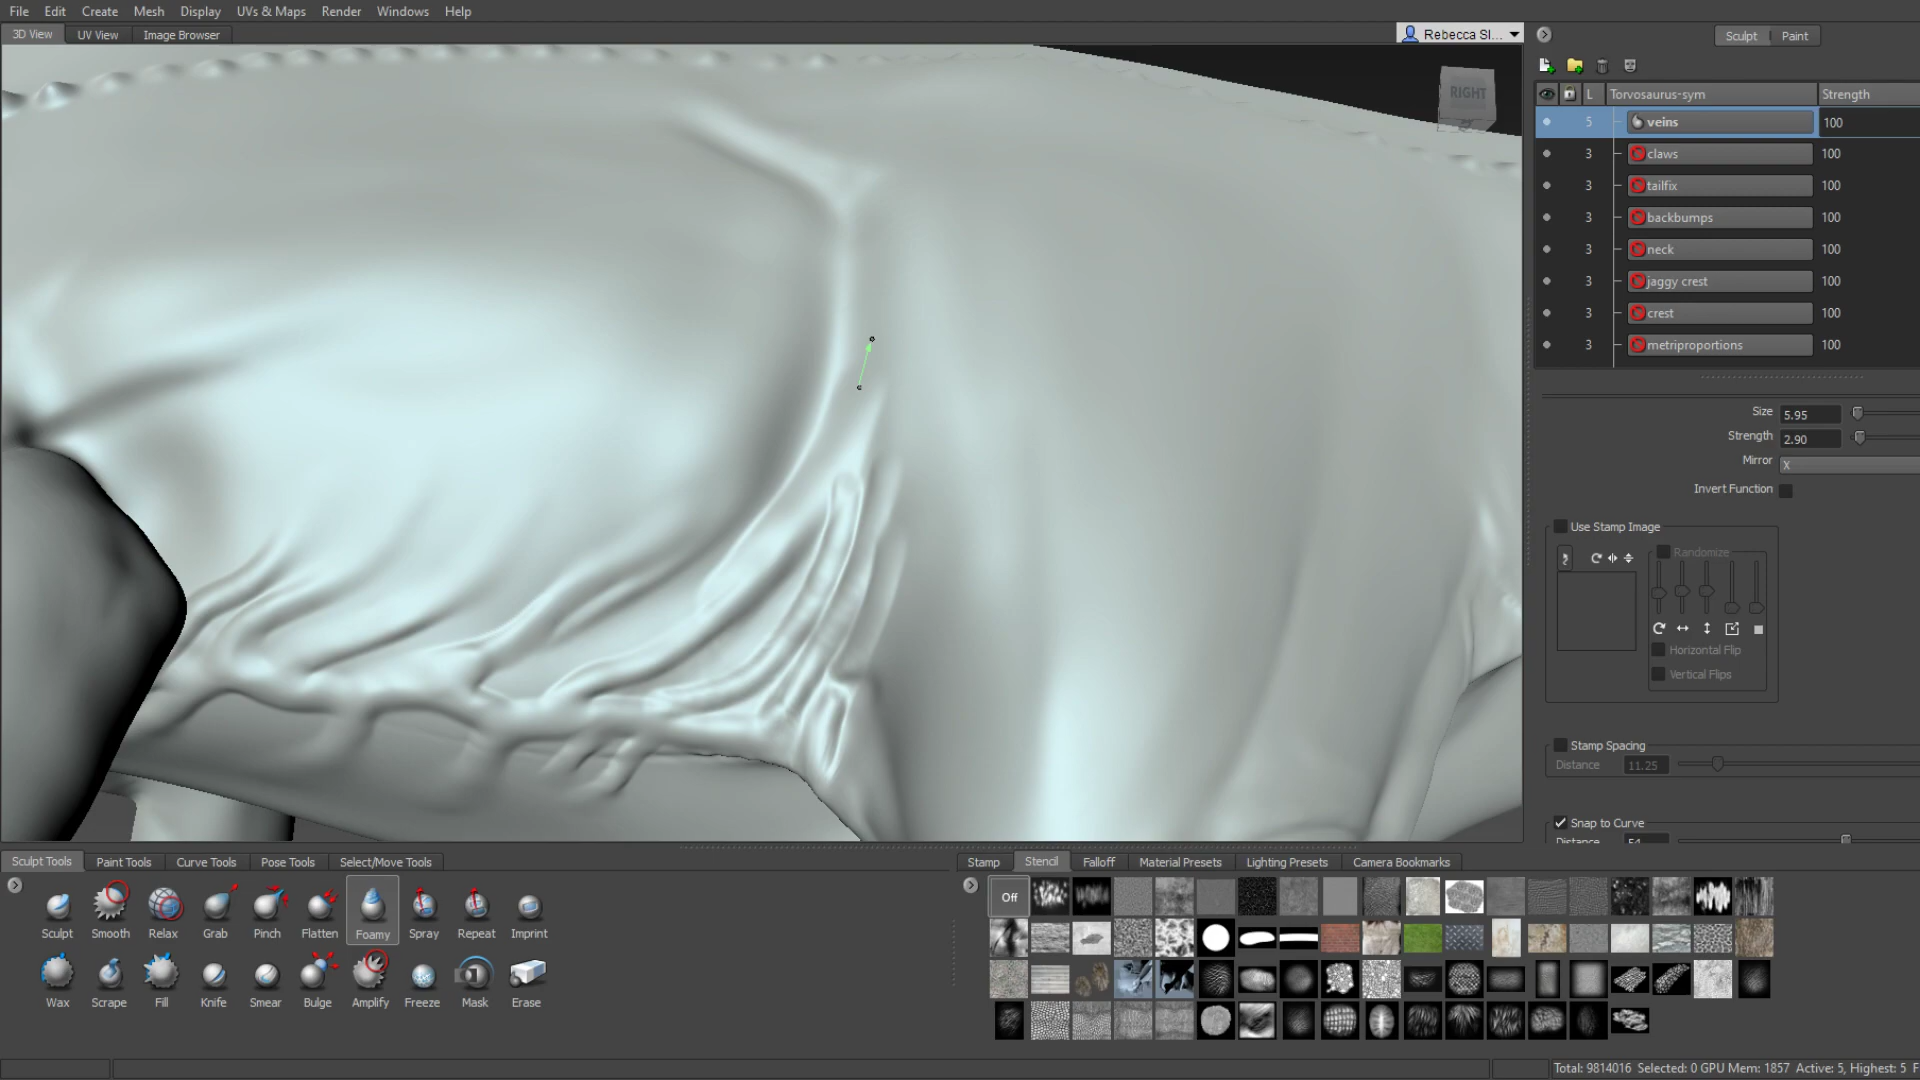 File Edit Create Mesh Display UVs & Maps Render Windows Help
3D View UV View Image Browser
Rebecca Sl...
Sculpt Paint
RIGHT
L Torvosaurus-sym Strength
5 veins 100
3 claws 100
3 tailfix 100
3 backbumps 100
3 neck 100
3 jaggy crest 100
3 crest 100
3 metriproportions 100
Size 5.95
Strength 2.90
Mirror X
Invert Function
Use Stamp Image
Randomize
Horizontal Flip
Vertical Flips
Stamp Spacing
Distance 11.25
Snap to Curve
Distance 54
Sculpt Tools Paint Tools Curve Tools Pose Tools Select/Move Tools
Stamp Stencil Falloff Material Presets Lighting Presets Camera Bookmarks
Off
Sculpt Smooth Relax Grab Pinch Flatten Foamy Spray Repeat Imprint
Wax Scrape Fill Knife Smear Bulge Amplify Freeze Mask Erase
Total: 9814016 Selected: 0 GPU Mem: 1857 Active: 5, Highest: 5 F